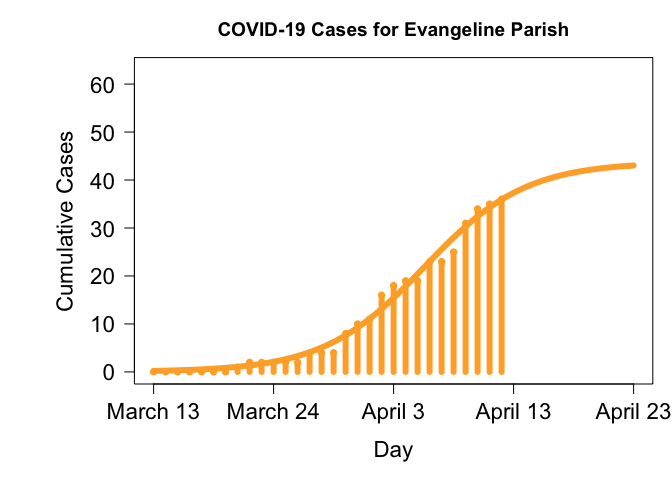 COVID-19 Cases for Evangeline Parish
Cumulative Cases
60
50
40
30
20
10
0
March 13 March 24 April 3 April 13 April 23
Day